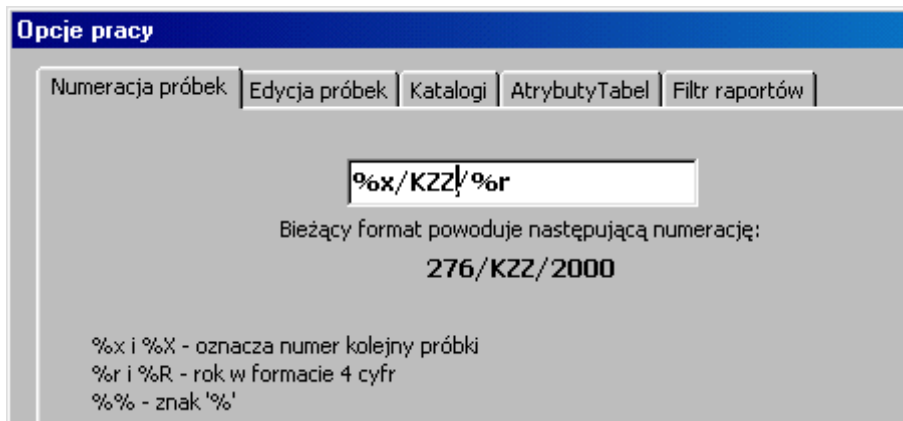 Opcje pracy
Numeracja próbek Edycja próbek Katalogi AtrybutyTabel Filtr raportów
%x/KZZ/%r
Bieżący format powoduje następującą numerację:
276/KZZ/2000
%x i %X - oznacza numer kolejny próbki
%r i %R - rok w formacie 4 cyfr
%% - znak '%'